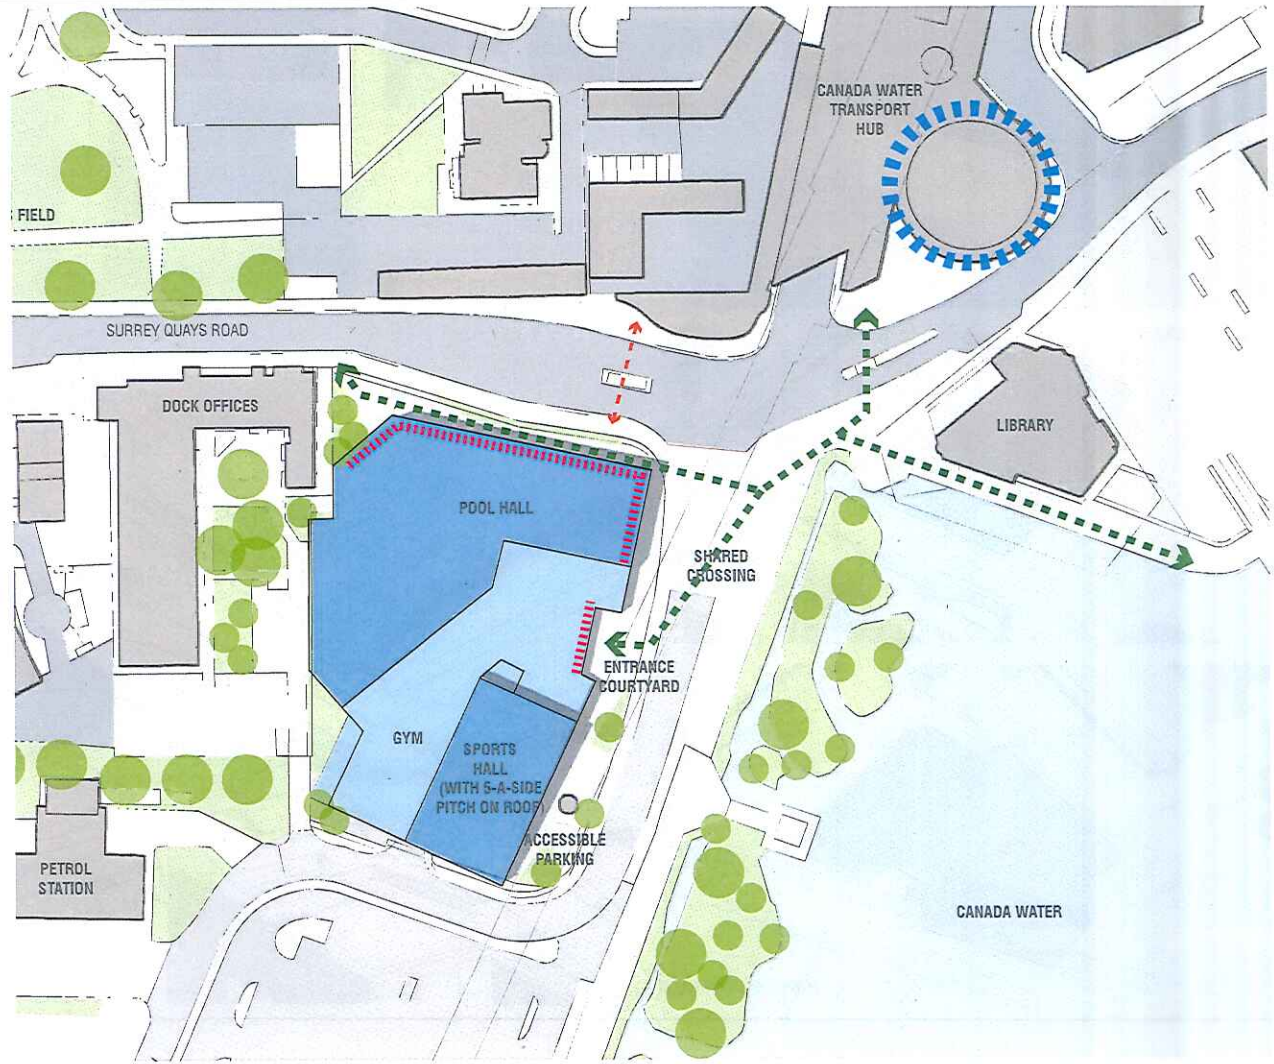 CANADA WATER
TRANSPORT
HUB
FIELD
SURREY QUAYS ROAD
DOCK OFFICES
LIBRARY
POOL HALL
SHARED
CROSSING
ENTRANCE
COURTYARD
GYM
SPORTS
HALL
(WITH 5-A-SIDE
PITCH ON ROOF)
ACCESSIBLE
PARKING
PETROL
STATION
CANADA WATER